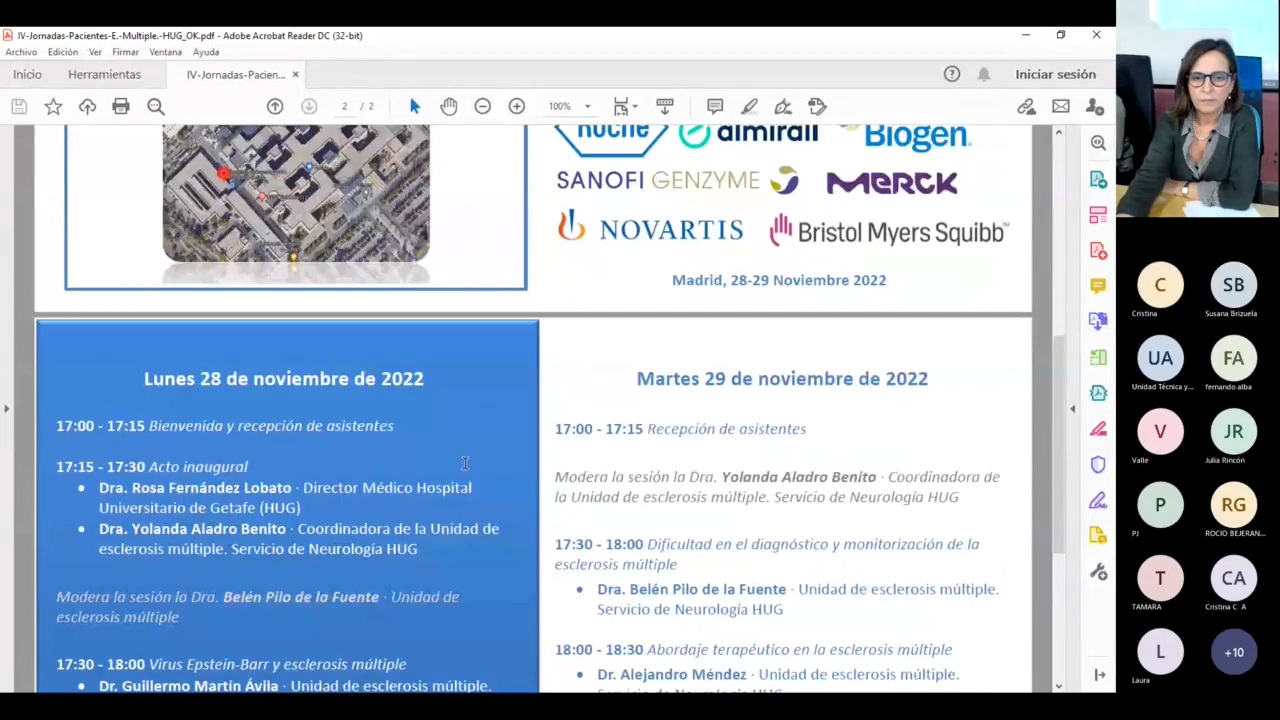 IV-Jornadas-Pacientes-E.-Multiple.-HUG_OK.pdf - Adobe Acrobat Reader DC (32-bit)
Archivo Edición Ver Firmar Ventana Ayuda
Inicio Herramientas IV-Jornadas-Pacien... × Iniciar sesión
2 / 2 100%
Roche almirall Biogen
SANOFI GENZYME MERCK
NOVARTIS Bristol Myers Squibb™
Madrid, 28-29 Noviembre 2022
Lunes 28 de noviembre de 2022
17:00 - 17:15 Bienvenida y recepción de asistentes
17:15 - 17:30 Acto inaugural
• Dra. Rosa Fernández Lobato · Director Médico Hospital
Universitario de Getafe (HUG)
• Dra. Yolanda Aladro Benito · Coordinadora de la Unidad de
esclerosis múltiple. Servicio de Neurología HUG
Modera la sesión la Dra. Belén Pilo de la Fuente · Unidad de
esclerosis múltiple
17:30 - 18:00 Virus Epstein-Barr y esclerosis múltiple
• Dr. Guillermo Martín Ávila · Unidad de esclerosis múltiple.
Martes 29 de noviembre de 2022
17:00 - 17:15 Recepción de asistentes
Modera la sesión la Dra. Yolanda Aladro Benito · Coordinadora de
la Unidad de esclerosis múltiple. Servicio de Neurología HUG
17:30 - 18:00 Dificultad en el diagnóstico y monitorización de la
esclerosis múltiple
• Dra. Belén Pilo de la Fuente · Unidad de esclerosis múltiple.
Servicio de Neurología HUG
18:00 - 18:30 Abordaje terapéutico en la esclerosis múltiple
• Dr. Alejandro Méndez · Unidad de esclerosis múltiple.
Servicio de Neurología HUG
C SB
Cristina Susana Brizuela
UA FA
Unidad Técnica y... fernando alba
V JR
Valle Julia Rincón
P RG
PJ ROCIO BEJERAN...
T CA
TAMARA Cristina C A
L +10
Laura